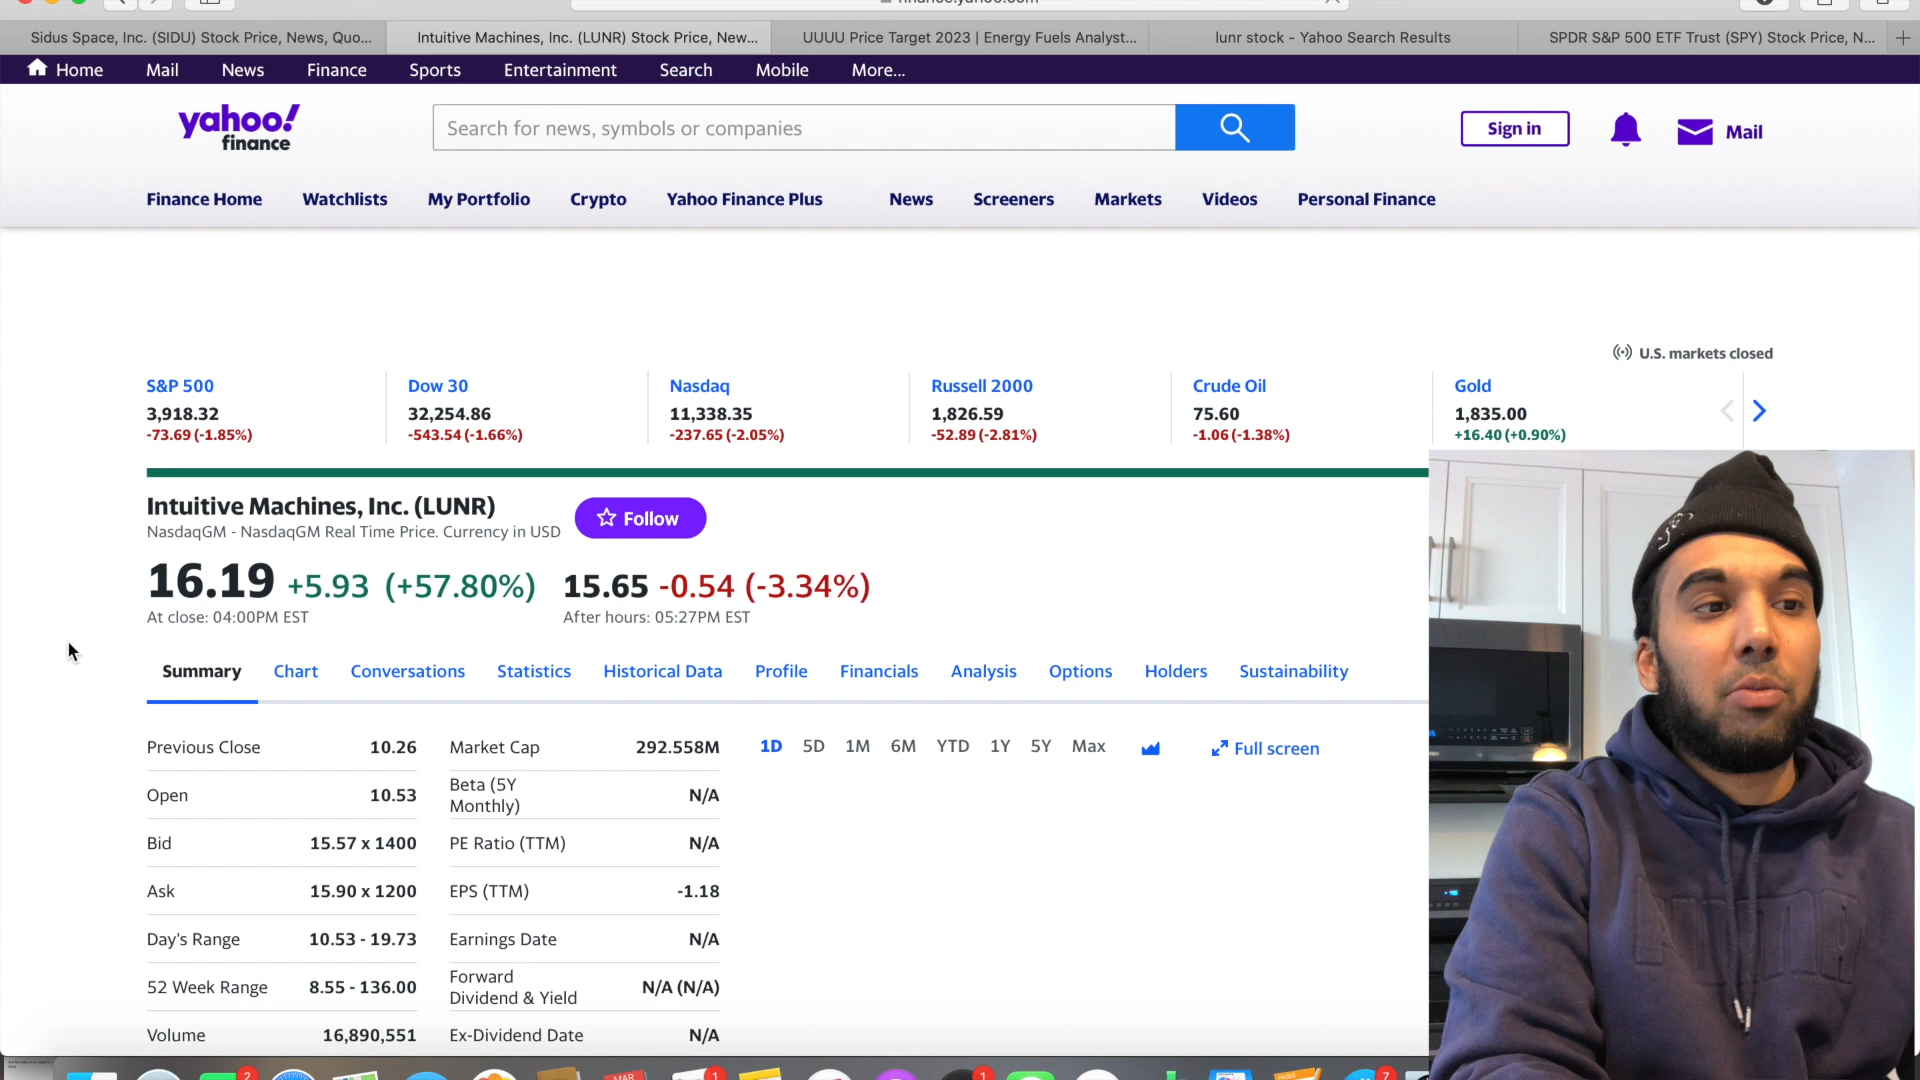 finance.yahoo.com
Sidus Space, Inc. (SIDU) Stock Price, News, Quo...
Intuitive Machines, Inc. (LUNR) Stock Price, New...
UUUU Price Target 2023 | Energy Fuels Analyst...
lunr stock - Yahoo Search Results
SPDR S&P 500 ETF Trust (SPY) Stock Price, N...
Home Mail News Finance Sports Entertainment Search Mobile More...
yahoo!
finance
Search for news, symbols or companies
Sign in
Mail
Finance Home Watchlists My Portfolio Crypto Yahoo Finance Plus News Screeners Markets Videos Personal Finance
U.S. markets closed
S&P 500 Dow 30 Nasdaq Russell 2000 Crude Oil Gold
3,918.32 32,254.86 11,338.35 1,826.59 75.60 1,835.00
-73.69 (-1.85%) -543.54 (-1.66%) -237.65 (-2.05%) -52.89 (-2.81%) -1.06 (-1.38%) +16.40 (+0.90%)
Intuitive Machines, Inc. (LUNR)
Follow
NasdaqGM - NasdaqGM Real Time Price. Currency in USD
16.19 +5.93 (+57.80%) 15.65 -0.54 (-3.34%)
At close: 04:00PM EST After hours: 05:27PM EST
Summary Chart Conversations Statistics Historical Data Profile Financials Analysis Options Holders Sustainability
1D 5D 1M 6M YTD 1Y 5Y Max Full screen
Previous Close 10.26 Market Cap 292.558M
Open 10.53 Beta (5Y Monthly) N/A
Bid 15.57 x 1400 PE Ratio (TTM) N/A
Ask 15.90 x 1200 EPS (TTM) -1.18
Day's Range 10.53 - 19.73 Earnings Date N/A
52 Week Range 8.55 - 136.00 Forward Dividend & Yield N/A (N/A)
Volume 16,890,551 Ex-Dividend Date N/A
2
MAR
1
1
PAGES
7